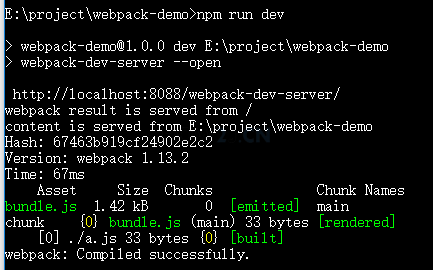 E:\project\webpack-demo>npm run dev
> webpack-demo@1.0.0 dev E:\project\webpack-demo
> webpack-dev-server --open
http://localhost:8088/webpack-dev-server/
webpack result is served from /
content is served from E:\project\webpack-demo
Hash: 67463b919cf24902e2c2
Version: webpack 1.13.2
Time: 67ms
Asset Size Chunks Chunk Names
bundle.js 1.42 kB 0 [emitted] main
chunk {0} bundle.js (main) 33 bytes [rendered]
[0] ./a.js 33 bytes {0} [built]
webpack: Compiled successfully.